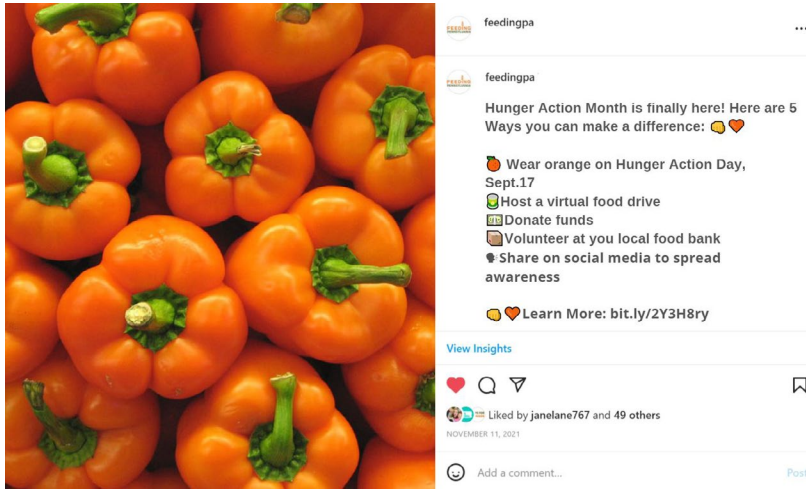 feedingpa
feedingpa
Hunger Action Month is finally here! Here are 5
Ways you can make a difference: 🤜🧡
🍊 Wear orange on Hunger Action Day,
Sept.17
🥫Host a virtual food drive
💵Donate funds
Volunteer at you local food bank
🗣Share on social media to spread
awareness
🤜🧡Learn More: bit.ly/2Y3H8ry
View Insights
Liked by janelane767 and 49 others
NOVEMBER 11, 2021
Add a comment...
Post